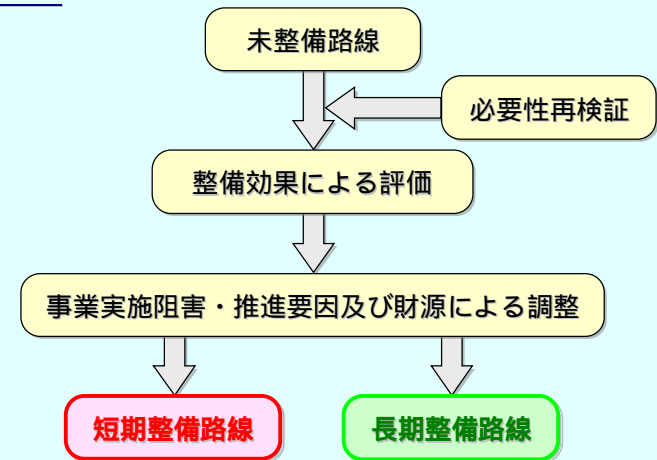 未整備路線
必要性再検証
整備効果による評価
事業実施阻害・推進要因及び財源による調整
短期整備路線
長期整備路線